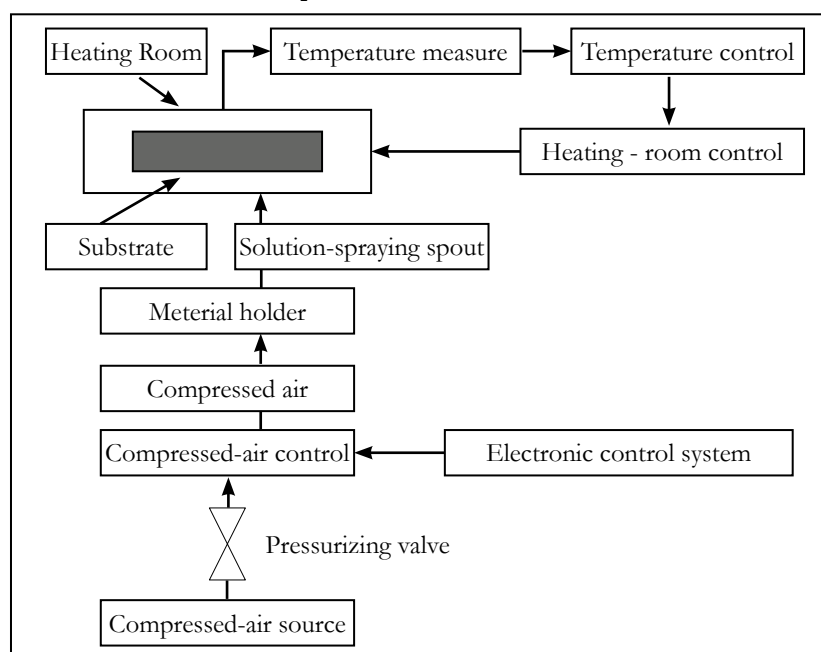 Heating Room
Temperature measure
Temperature control
Heating - room control
Substrate
Solution-spraying spout
Meterial holder
Compressed air
Compressed-air control
Electronic control system
Pressurizing valve
Compressed-air source